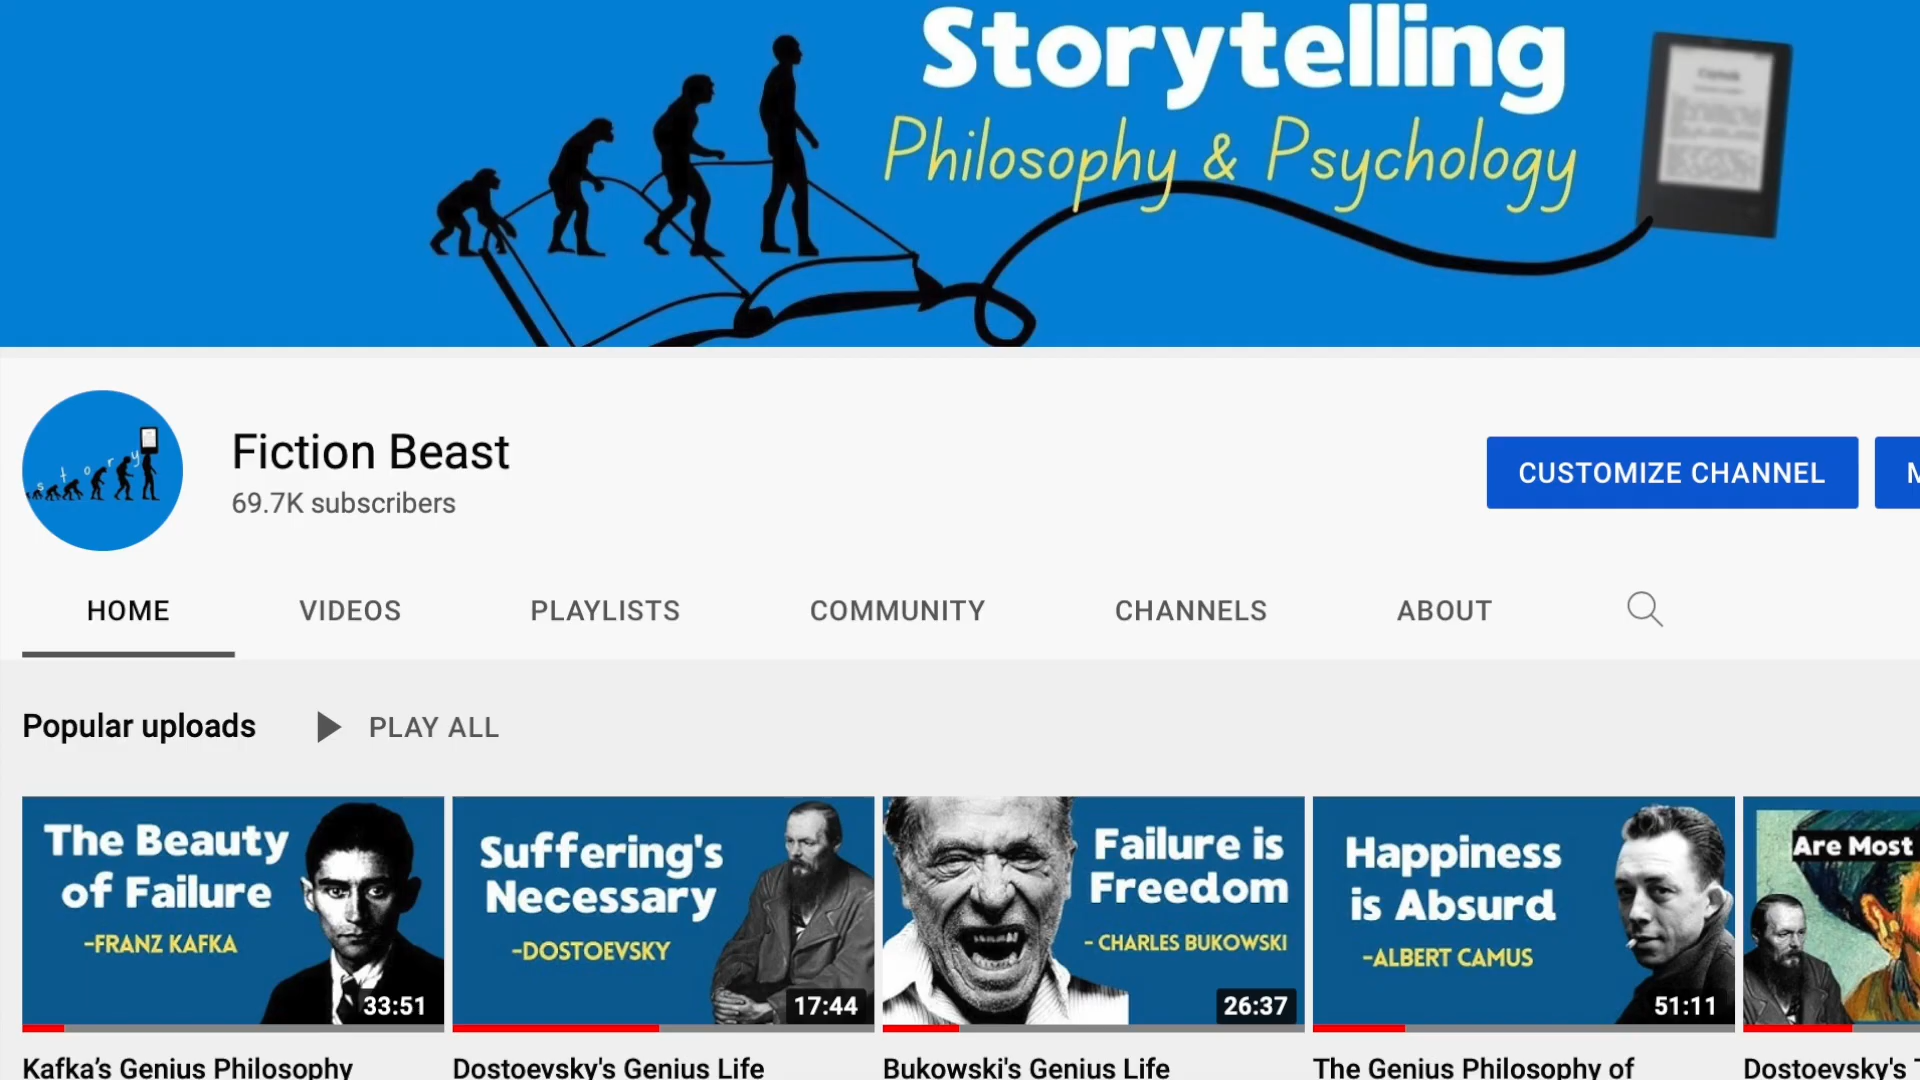 Storytelling
Philosophy & Psychology
story
Fiction Beast
69.7K subscribers
CUSTOMIZE CHANNEL
HOME
VIDEOS
PLAYLISTS
COMMUNITY
CHANNELS
ABOUT
Popular uploads
PLAY ALL
The Beauty
of Failure
-FRANZ KAFKA
33:51
Suffering's
Necessary
-DOSTOEVSKY
17:44
Failure is
Freedom
- CHARLES BUKOWSKI
26:37
Happiness
is Absurd
-ALBERT CAMUS
51:11
Are Most
Kafka’s Genius Philosophy
Dostoevsky's Genius Life
Bukowski's Genius Life
The Genius Philosophy of
Dostoevsky's